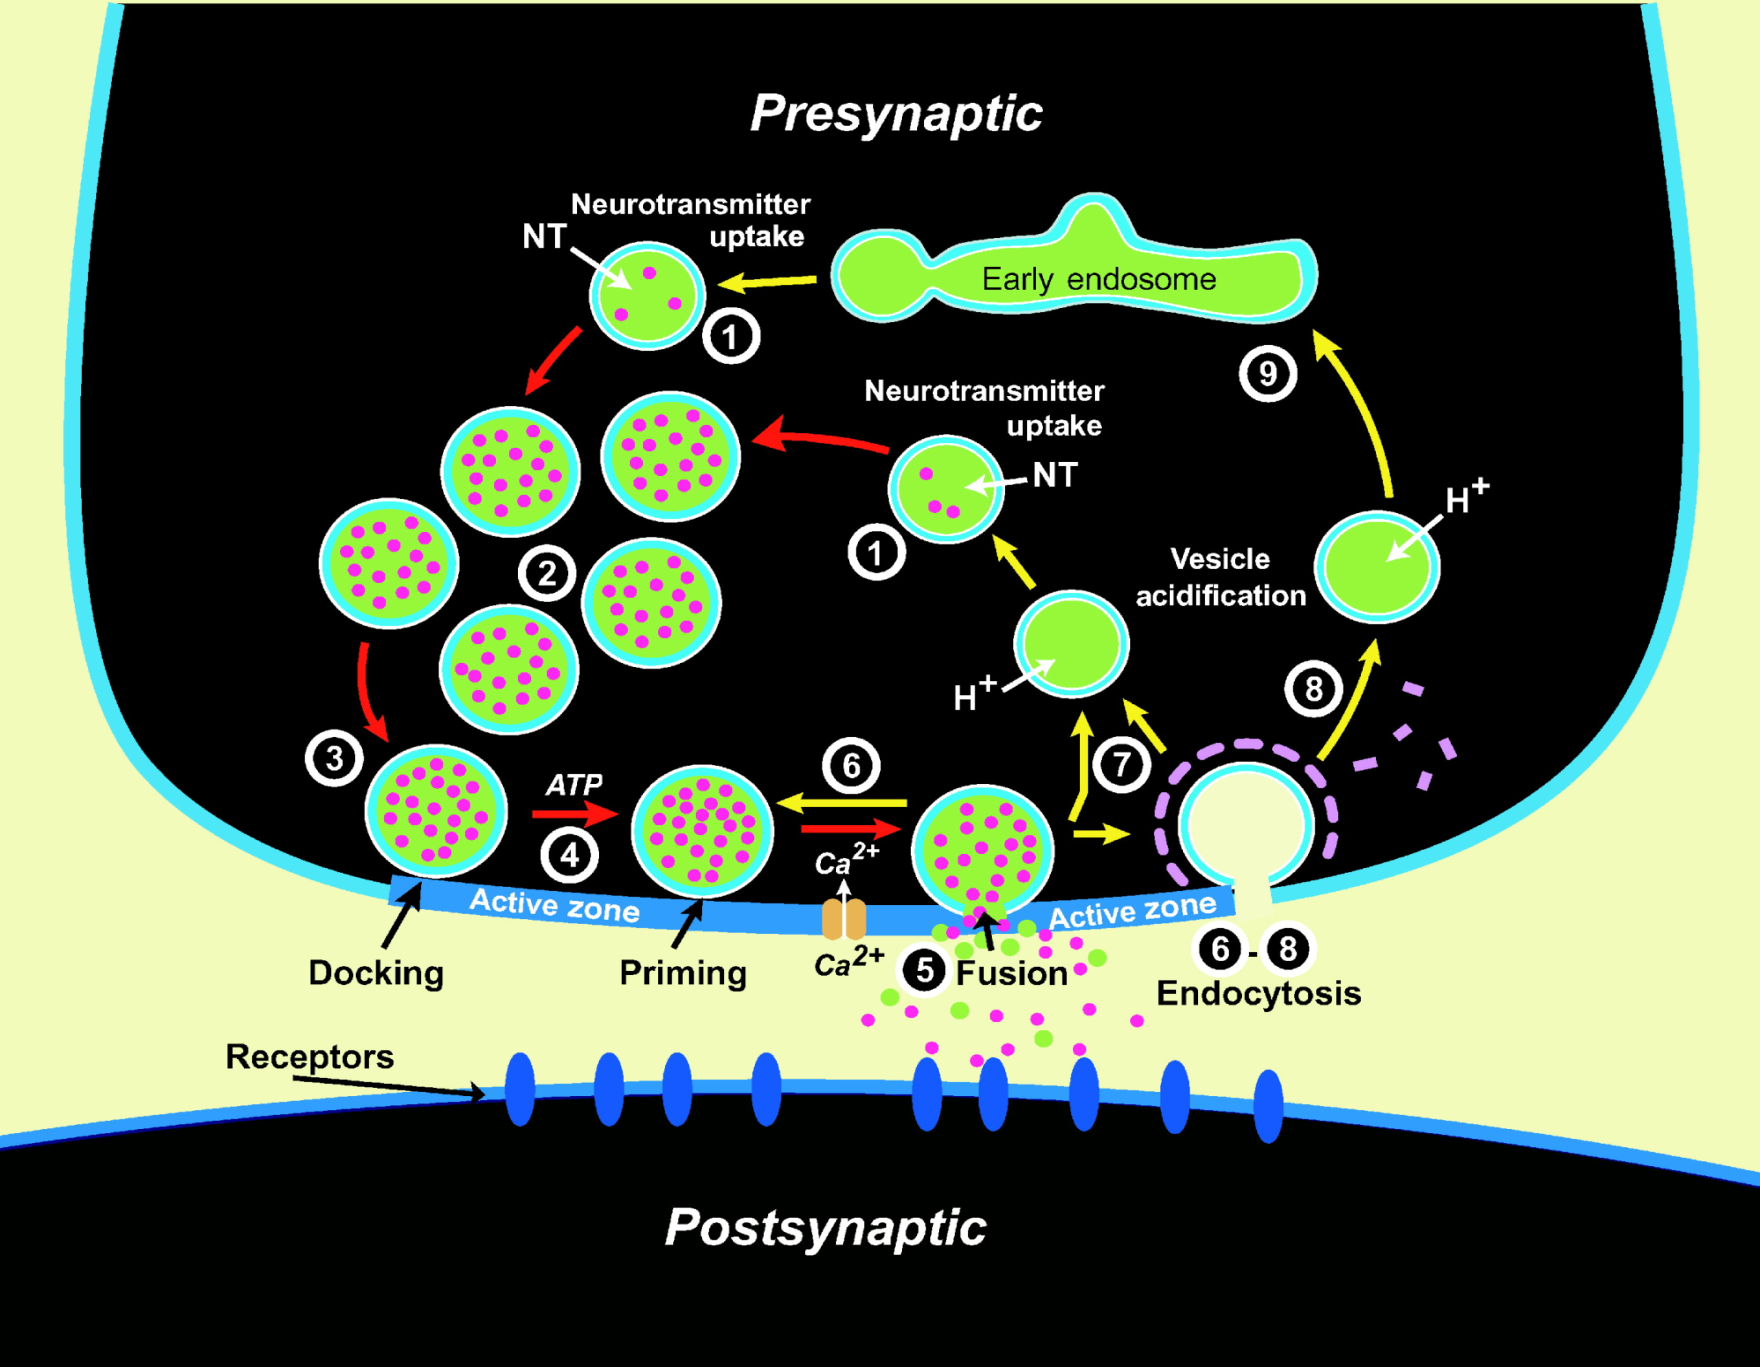 Presynaptic
Neurotransmitter
uptake
NT
1
Early endosome
9
Neurotransmitter
uptake
NT
1
H+
Vesicle
acidification
2
H+
8
3
ATP
4
6
7
Ca2+
Active zone
Active zone
Docking
Priming
Ca2+
5 Fusion
6 - 8
Endocytosis
Receptors
Postsynaptic